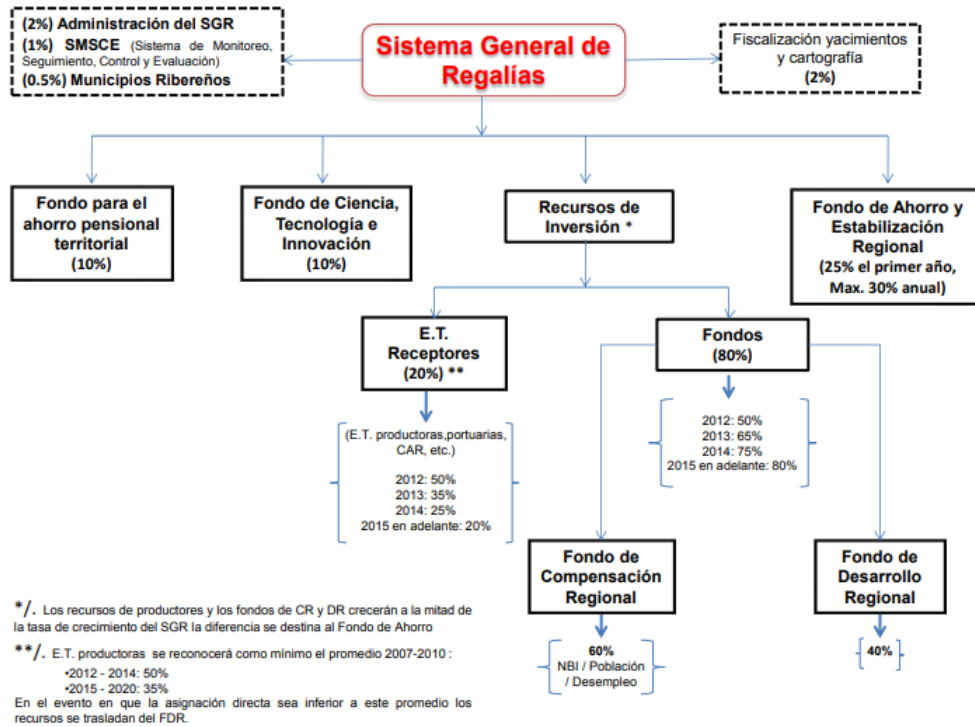 (2%) Administración del SGR
(1%) SMSCE (Sistema de Monitoreo,
Seguimiento, Control y Evaluación)
(0.5%) Municipios Ribereños
Sistema General de
Regalías
Fiscalización yacimientos
y cartografía
(2%)
Fondo para el
ahorro pensional
territorial
(10%)
Fondo de Ciencia,
Tecnología e
Innovación
(10%)
Recursos de
Inversión *
Fondo de Ahorro y
Estabilización
Regional
(25% el primer año,
Max. 30% anual)
E.T.
Receptores
(20%) **
Fondos
(80%)
(E.T. productoras,portuarias,
CAR, etc.)
2012: 50%
2013: 35%
2014: 25%
2015 en adelante: 20%
2012: 50%
2013: 65%
2014: 75%
2015 en adelante: 80%
Fondo de
Compensación
Regional
Fondo de
Desarrollo
Regional
60%
NBI / Población
/ Desempleo
40%
*/. Los recursos de productores y los fondos de CR y DR crecerán a la mitad de
la tasa de crecimiento del SGR la diferencia se destina al Fondo de Ahorro
**/. E.T. productoras se reconocerá como mínimo el promedio 2007-2010 :
•2012 - 2014: 50%
•2015 - 2020: 35%
En el evento en que la asignación directa sea inferior a este promedio los
recursos se trasladan del FDR.